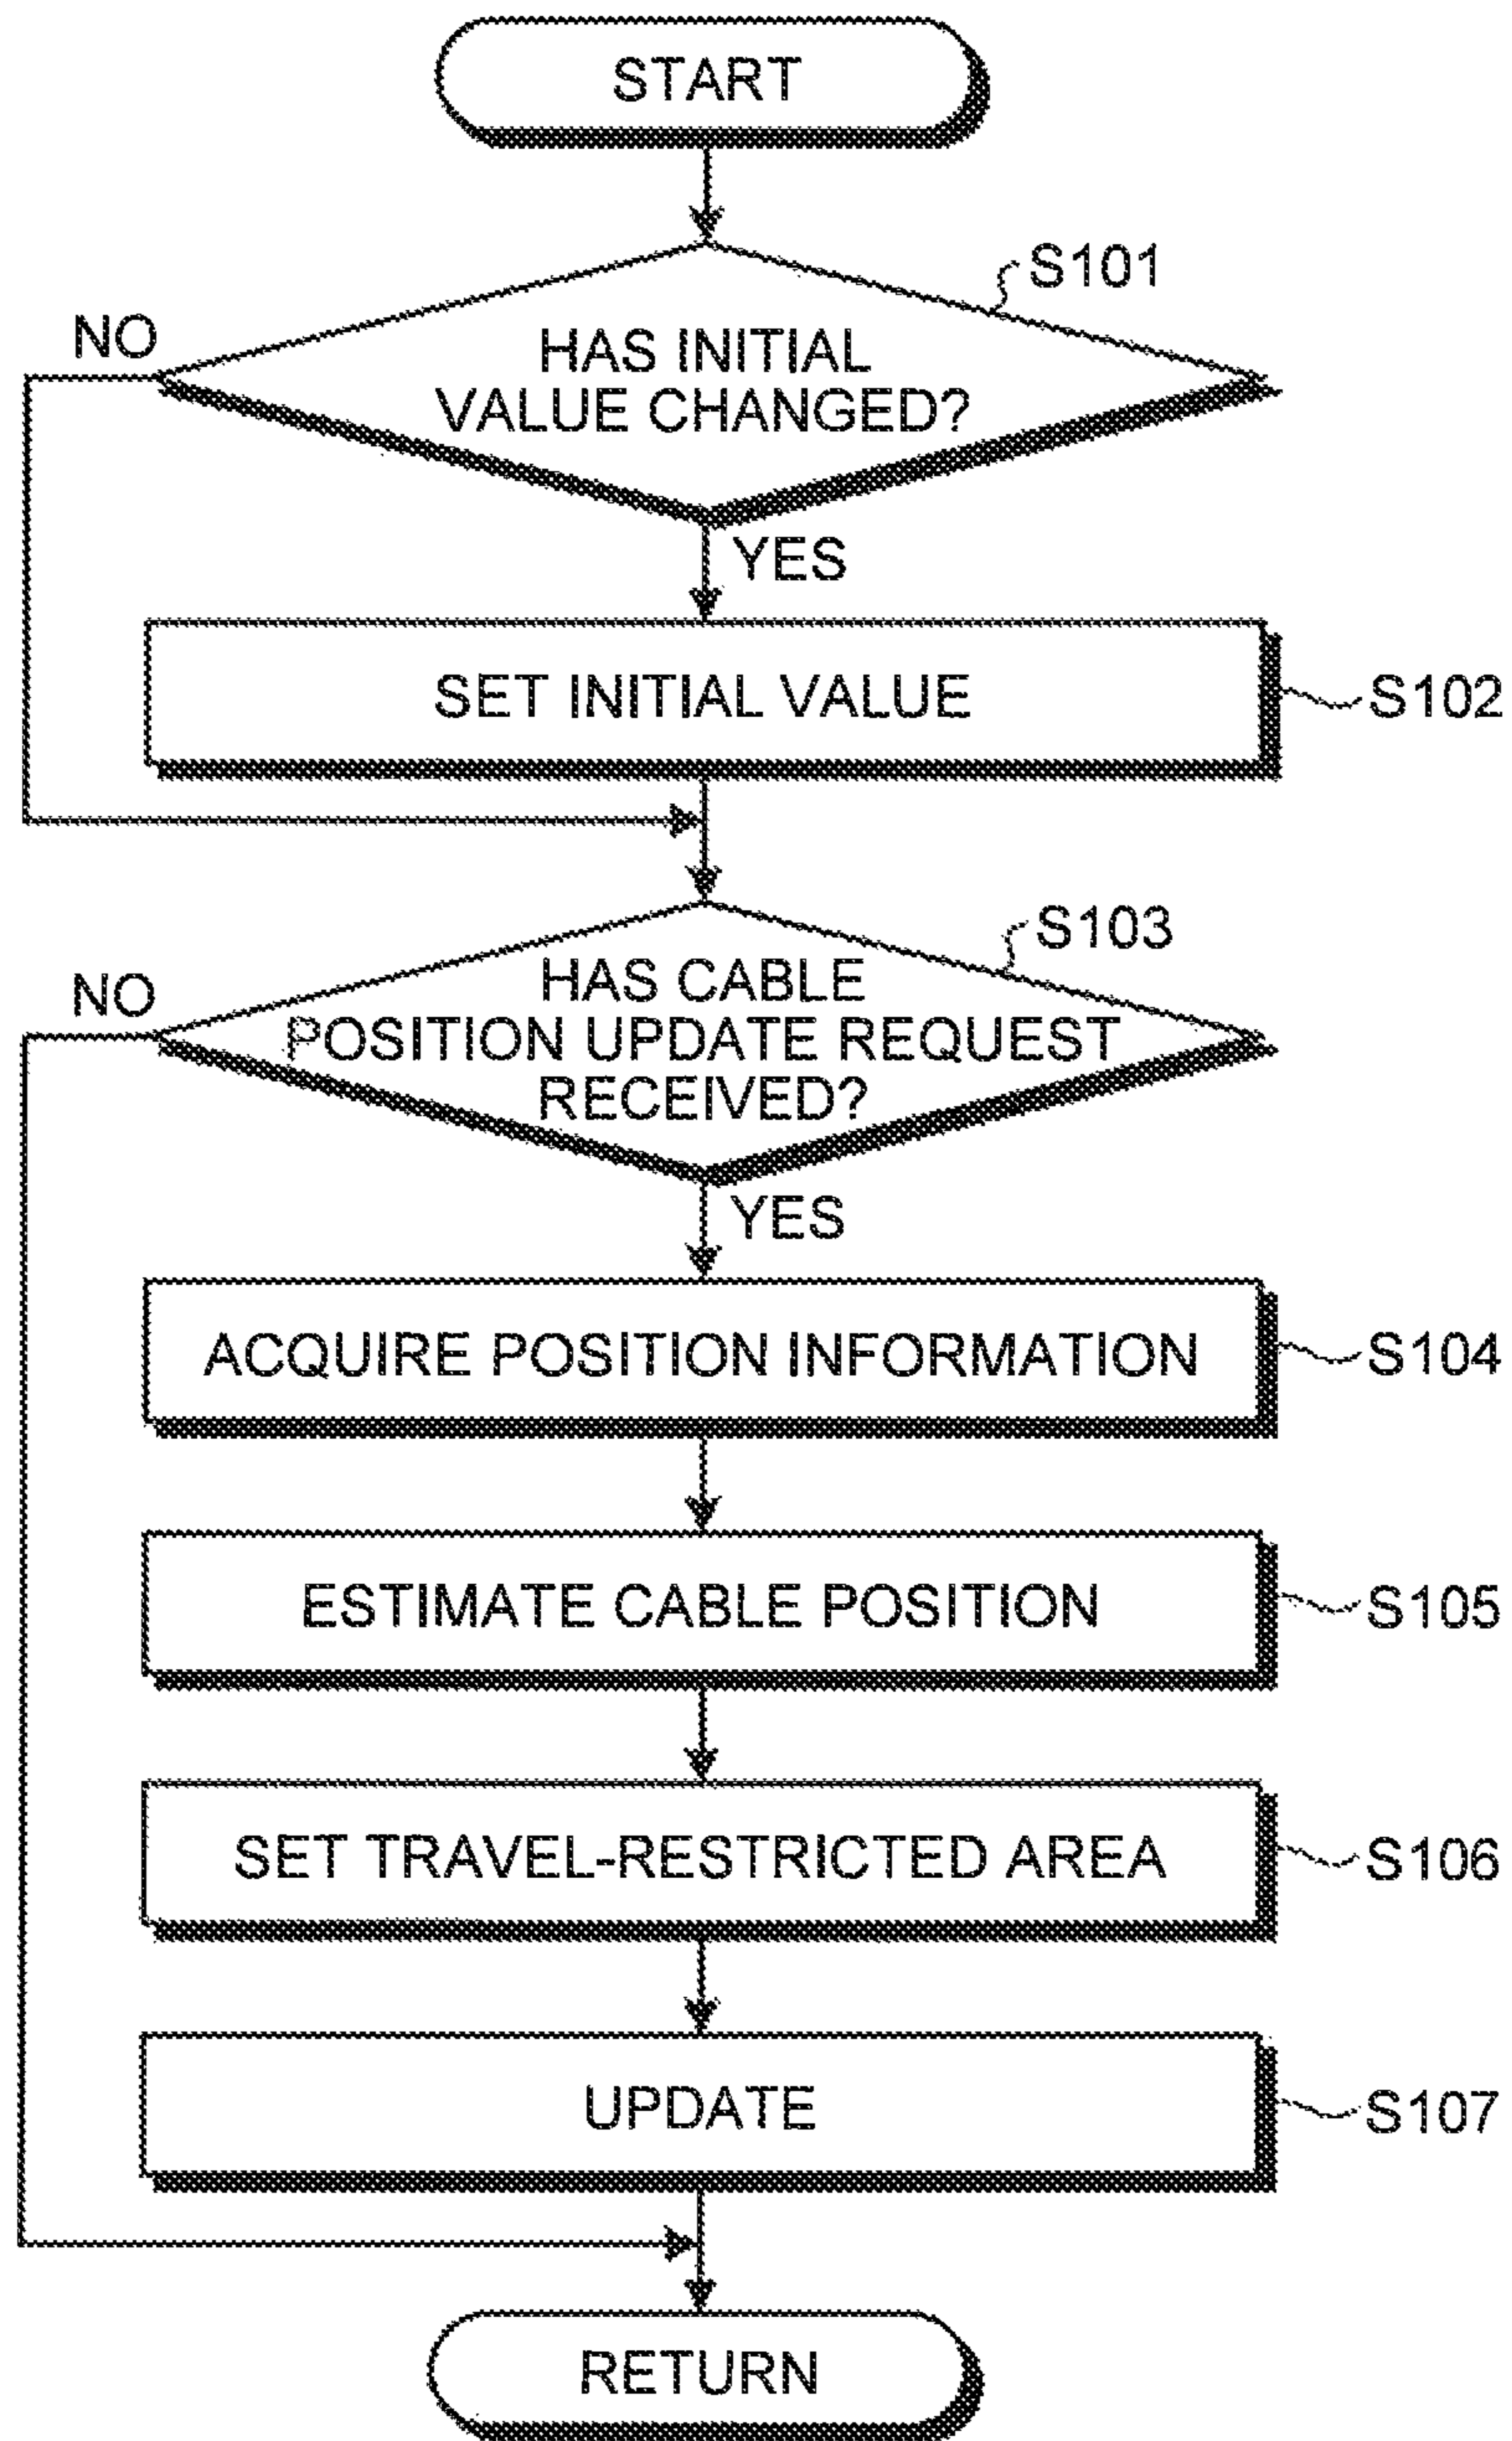 START
S101
NO
HAS INITIAL
VALUE CHANGED?
YES
SET INITIAL VALUE
S102
S103
NO
HAS CABLE
POSITION UPDATE REQUEST
RECEIVED?
YES
ACQUIRE POSITION INFORMATION
S104
ESTIMATE CABLE POSITION
S105
SET TRAVEL-RESTRICTED AREA
S106
UPDATE
S107
RETURN